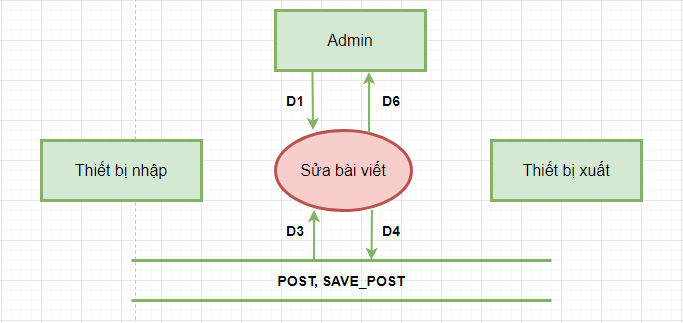 Admin
D1
D6
Thiết bị nhập
Sửa bài viết
Thiết bị xuất
D3
D4
POST, SAVE_POST